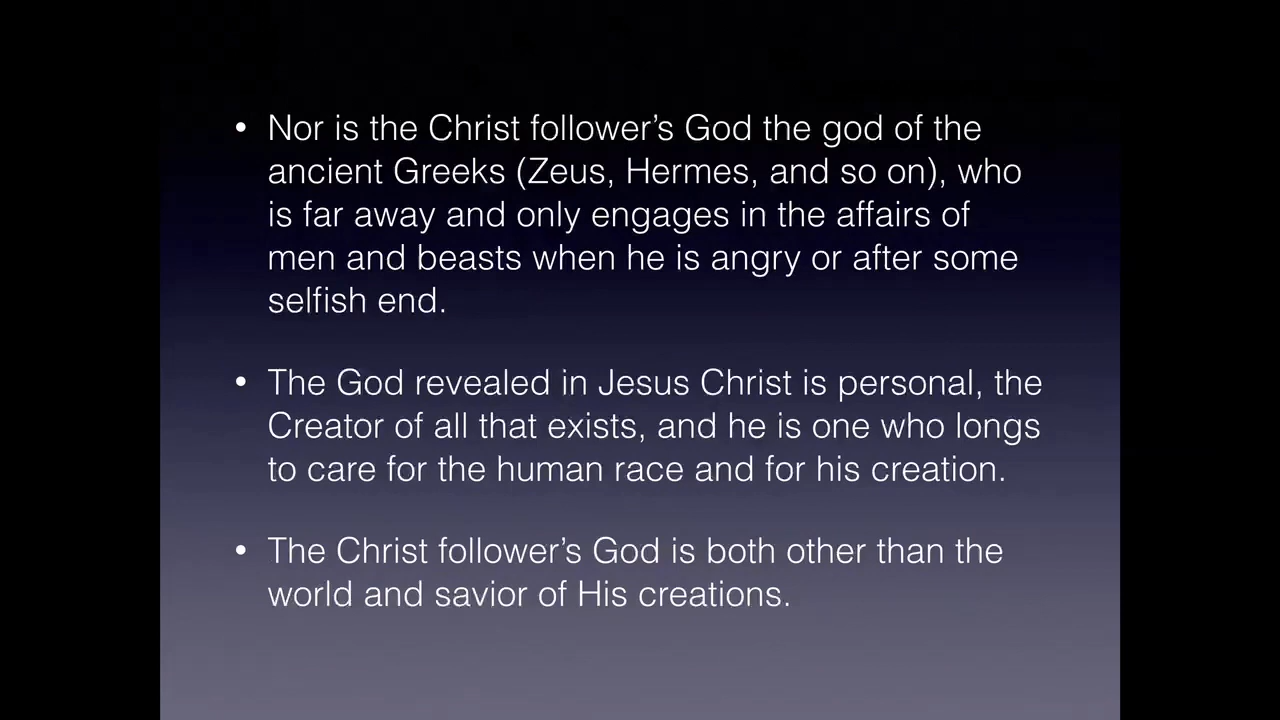 • Nor is the Christ follower’s God the god of the
ancient Greeks (Zeus, Hermes, and so on), who
is far away and only engages in the affairs of
men and beasts when he is angry or after some
selfish end.
• The God revealed in Jesus Christ is personal, the
Creator of all that exists, and he is one who longs
to care for the human race and for his creation.
• The Christ follower’s God is both other than the
world and savior of His creations.